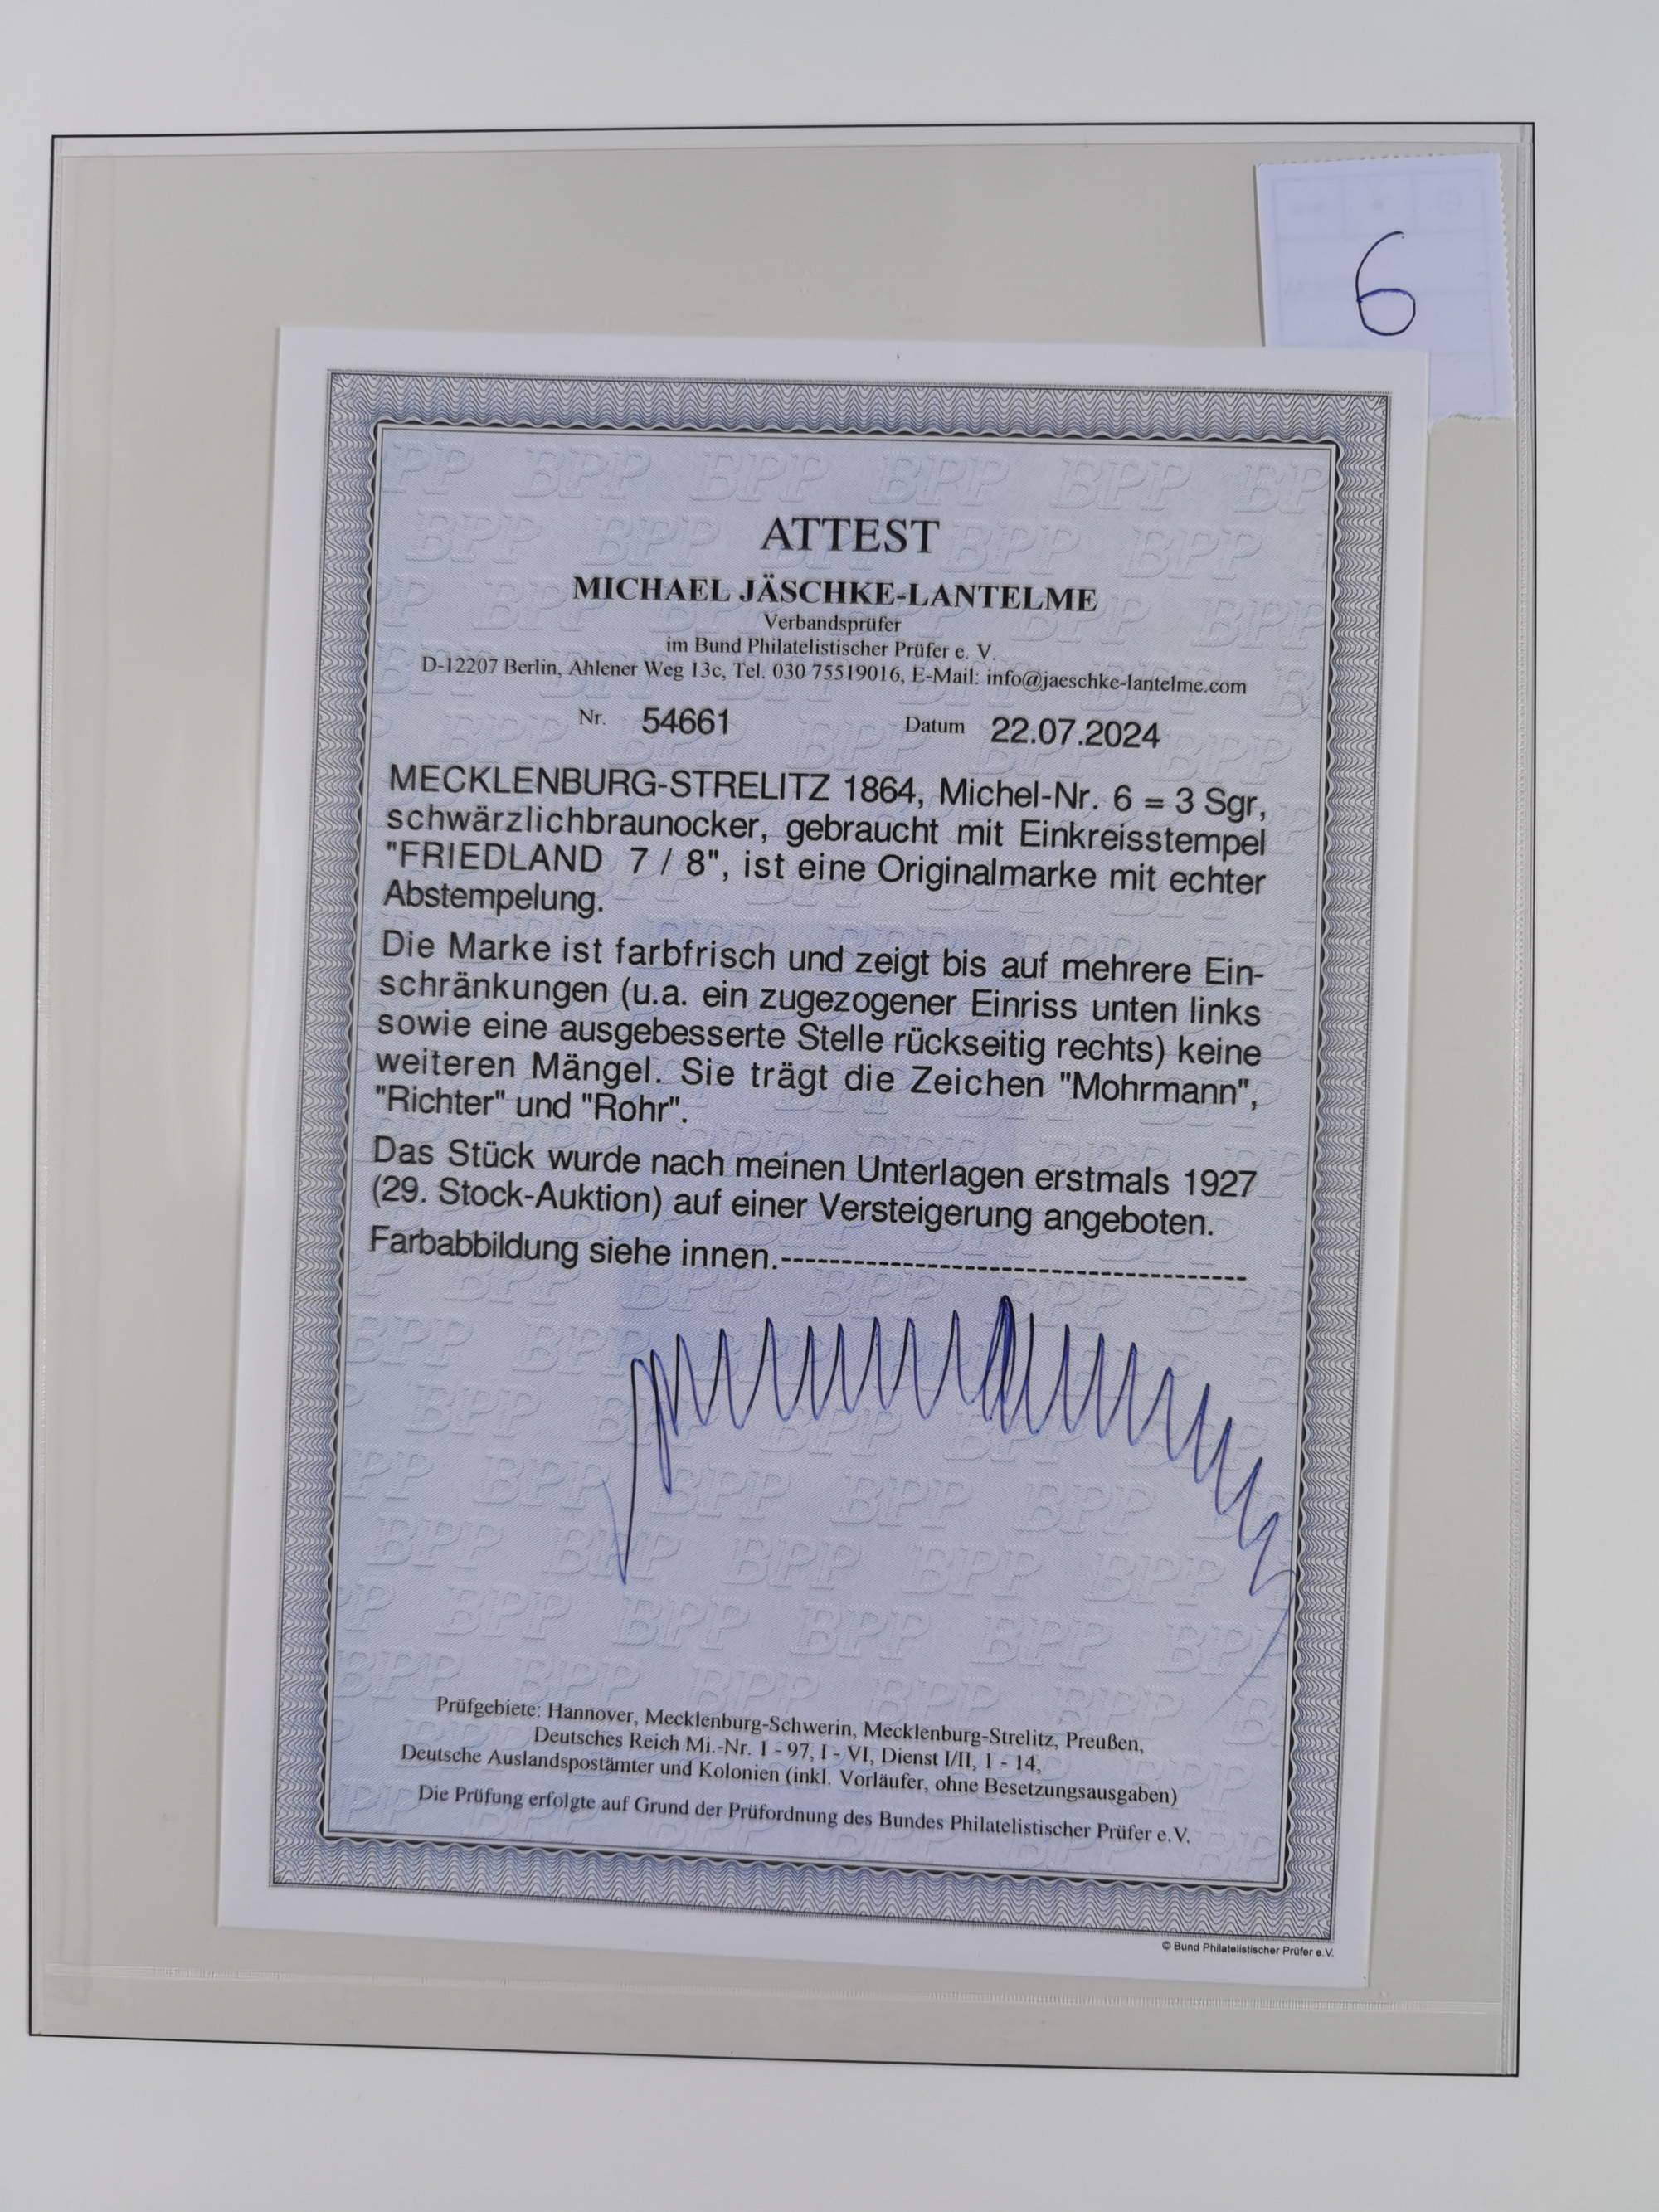 6
ATTEST
MICHAEL JÄSCHKE-LANTELME
Verbandsprüfer
im Bund Philatelistischer Prüfer e. V.
D-12207 Berlin, Ahlener Weg 13c, Tel. 030 75519016, E-Mail: info@jaeschke-lantelme.com
Nr. 54661 Datum 22.07.2024
MECKLENBURG-STRELITZ 1864, Michel-Nr. 6 = 3 Sgr,
schwärzlichbraunocker, gebraucht mit Einkreisstempel
"FRIEDLAND 7 / 8", ist eine Originalmarke mit echter
Abstempelung.
Die Marke ist farbfrisch und zeigt bis auf mehrere Ein-
schränkungen (u.a. ein zugezogener Einriss unten links
sowie eine ausgebesserte Stelle rückseitig rechts) keine
weiteren Mängel. Sie trägt die Zeichen "Mohrmann",
"Richter" und "Rohr".
Das Stück wurde nach meinen Unterlagen erstmals 1927
(29. Stock-Auktion) auf einer Versteigerung angeboten.
Farbabbildung siehe innen.-------------------------------------
Prüfgebiete: Hannover, Mecklenburg-Schwerin, Mecklenburg-Strelitz, Preußen,
Deutsches Reich Mi.-Nr. 1 - 97, I - VI, Dienst I/II, 1 - 14,
Deutsche Auslandspostämter und Kolonien (inkl. Vorläufer, ohne Besetzungsausgaben)
Die Prüfung erfolgte auf Grund der Prüfordnung des Bundes Philatelistischer Prüfer e.V.
© Bund Philatelistischer Prüfer e.V.